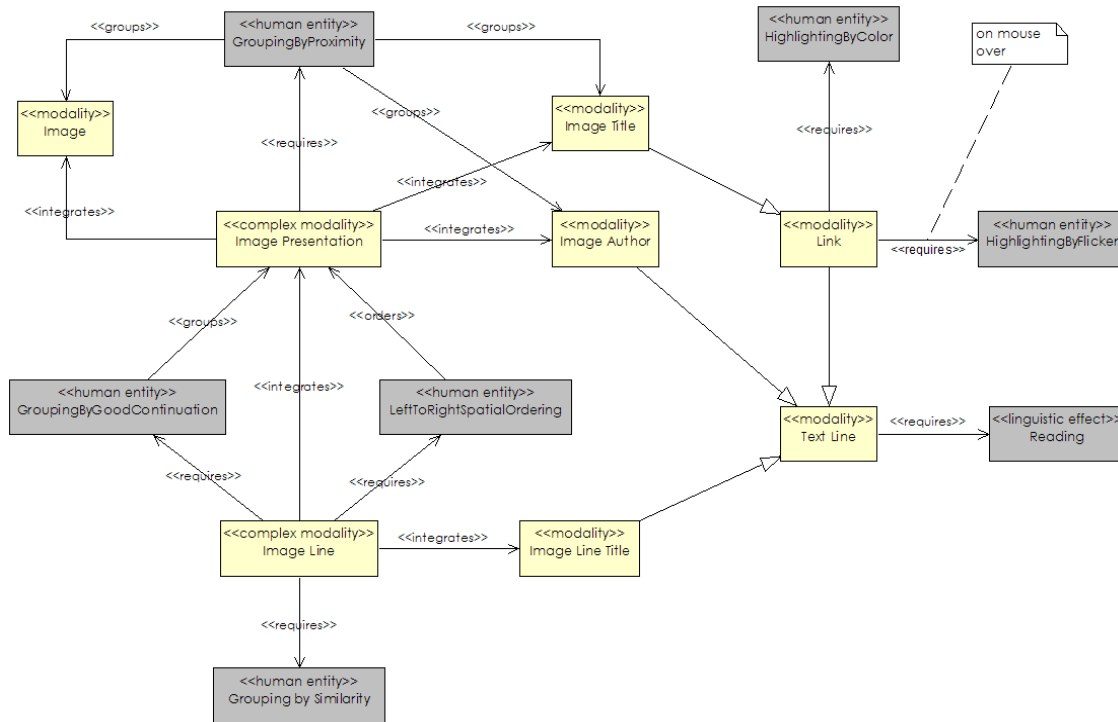 <<human entity>>
GroupingByProximity
<<groups>>
<<groups>>
<<human entity>>
HighlightingByColor
on mouse
over
<<modality>>
Image
<<groups>>
<<modality>>
Image Title
<<requires>>
<<requires>>
<<integrates>>
<<integrates>>
<<complex modality>>
Image Presentation
<<integrates>>
<<modality>>
Image Author
<<modality>>
Link
<<requires>>
<<human entity>>
HighlightingByFlicker
<<groups>>
<<orders>>
<<human entity>>
GroupingByGoodContinuation
<<integrates>>
<<human entity>>
LeftToRightSpatialOrdering
<<modality>>
Text Line
<<requires>>
<<linguistic effect>>
Reading
<<requires>>
<<requires>>
<<complex modality>>
Image Line
<<integrates>>
<<modality>>
Image Line Title
<<requires>>
<<human entity>>
Grouping by Similarity